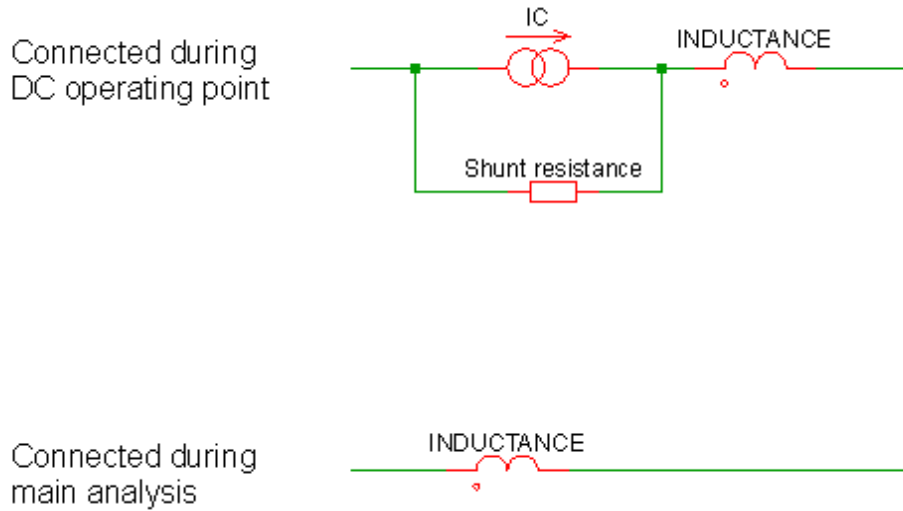 IC
Connected during
DC operating point
INDUCTANCE
Shunt resistance
Connected during
main analysis
INDUCTANCE